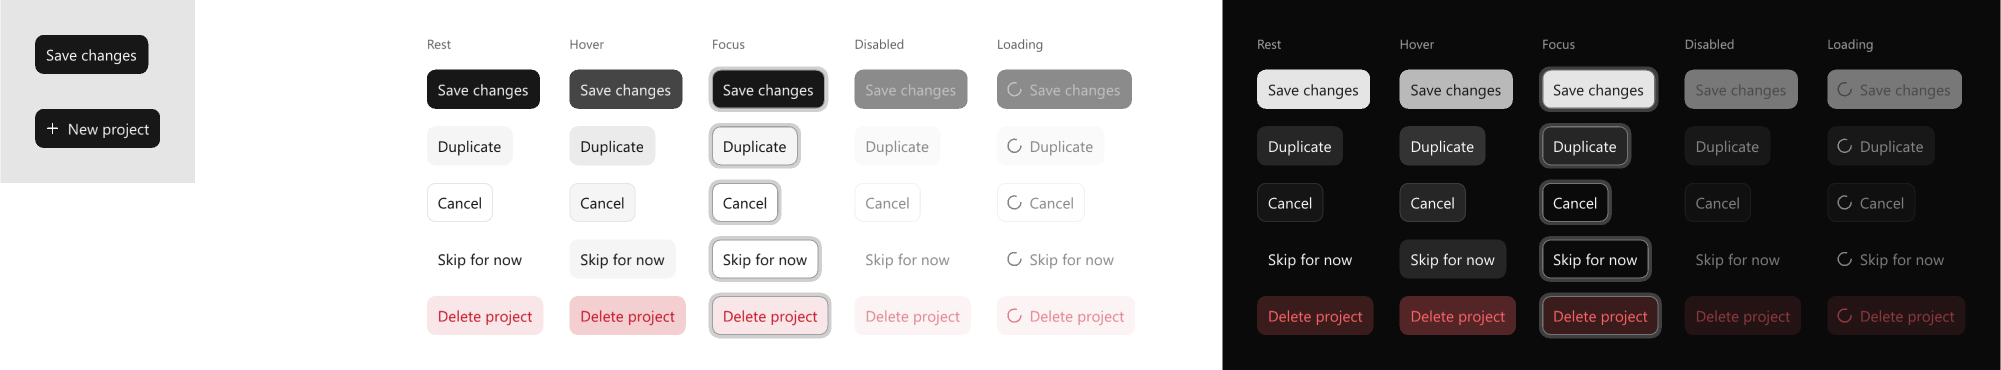 Save changes
+ New project
Rest Hover Focus Disabled Loading
Save changes Save changes Save changes Save changes Save changes
Duplicate Duplicate Duplicate Duplicate Duplicate
Cancel Cancel Cancel Cancel Cancel
Skip for now Skip for now Skip for now Skip for now Skip for now
Delete project Delete project Delete project Delete project Delete project
Rest Hover Focus Disabled Loading
Save changes Save changes Save changes Save changes Save changes
Duplicate Duplicate Duplicate Duplicate Duplicate
Cancel Cancel Cancel Cancel Cancel
Skip for now Skip for now Skip for now Skip for now Skip for now
Delete project Delete project Delete project Delete project Delete project